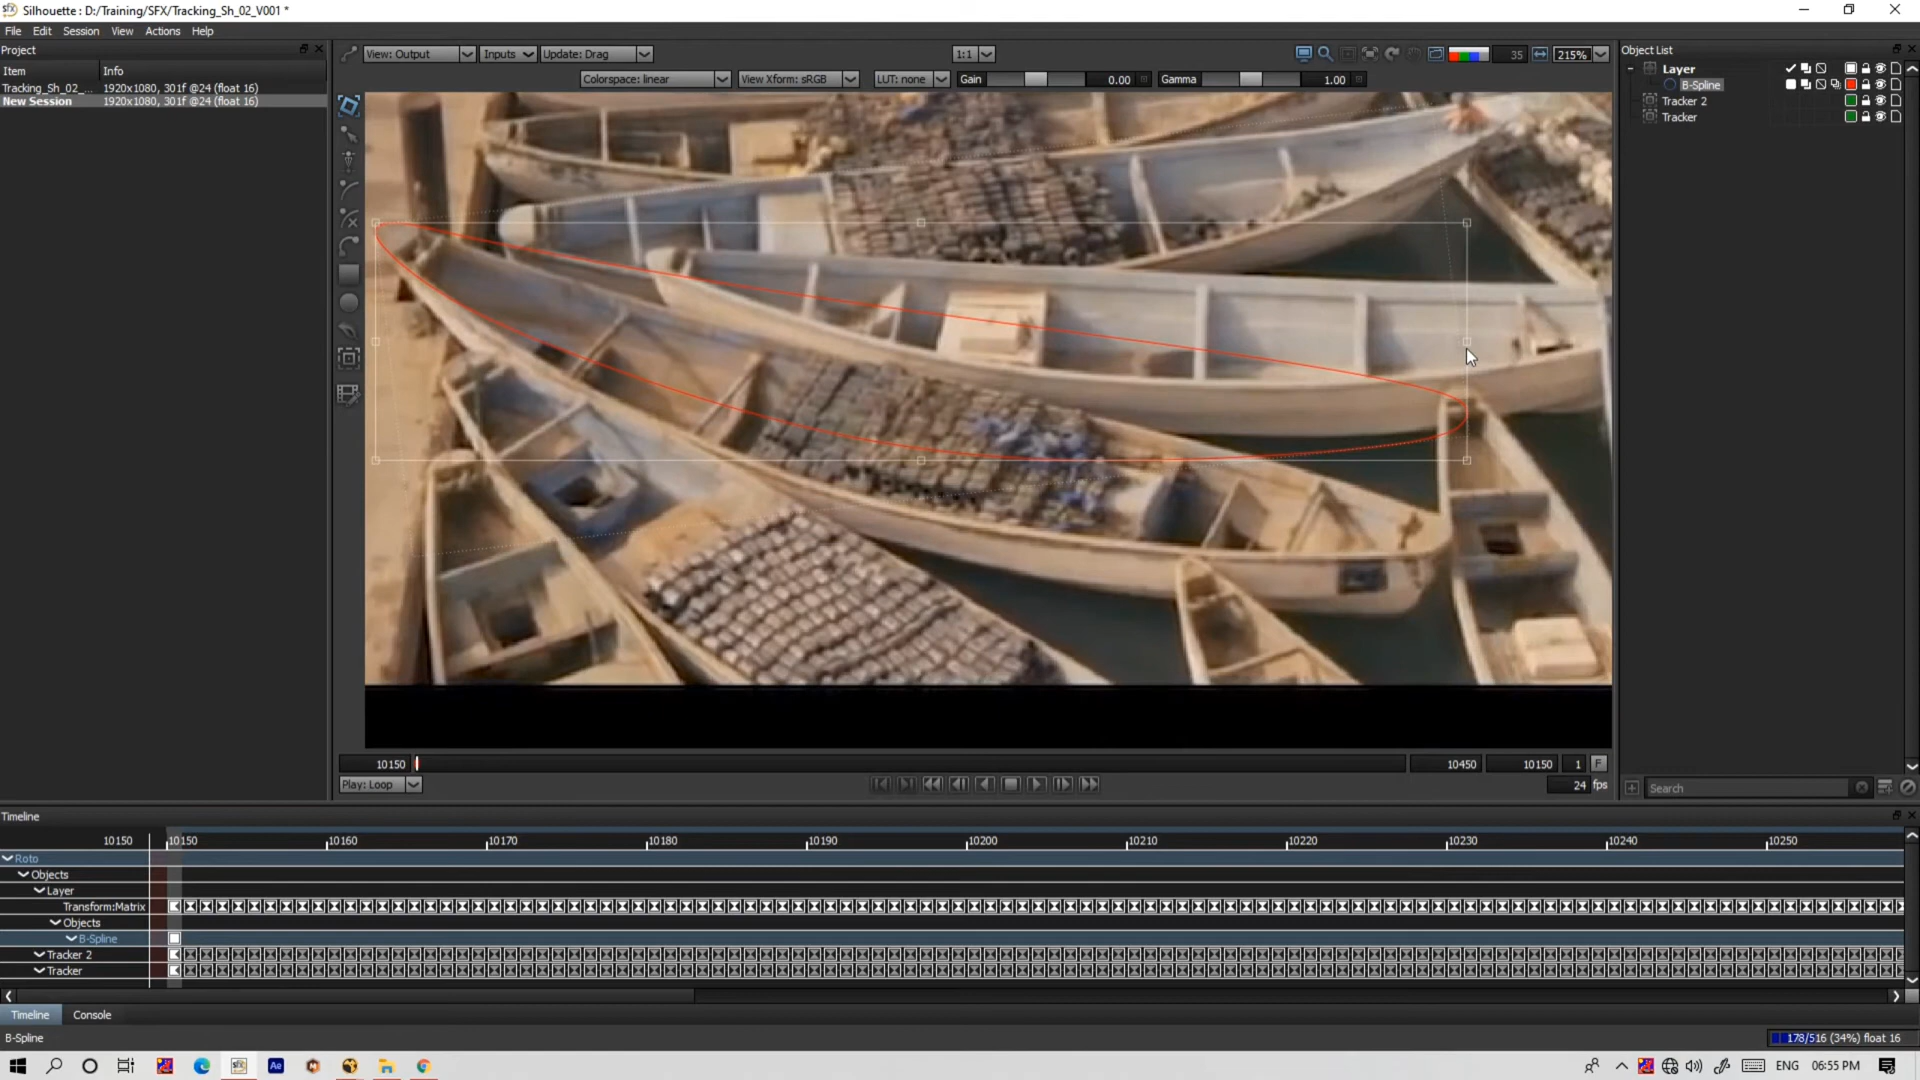 Silhouette : D:/Training/SFX/Tracking_Sh_02_V001 *
File Edit Session View Actions Help
Project
Item Info
Tracking_Sh_02_... 1920x1080, 301f @24 (float 16)
New Session 1920x1080, 301f @24 (float 16)
View: Output Inputs Update: Drag 1:1 35 215%
Colorspace: linear View Xform: sRGB LUT: none Gain 0.00 Gamma 1.00
Object List
Layer
B-Spline
Tracker 2
Tracker
10150 10450 10150 1 F
Play: Loop 24 fps
Search
Timeline
10150 10150 10160 10170 10180 10190 10200 10210 10220 10230 10240 10250
Roto
Objects
Layer
Transform:Matrix
Objects
B-Spline
Tracker 2
Tracker
Timeline Console
B-Spline 178/516 (34%) float 16
ENG 06:55 PM